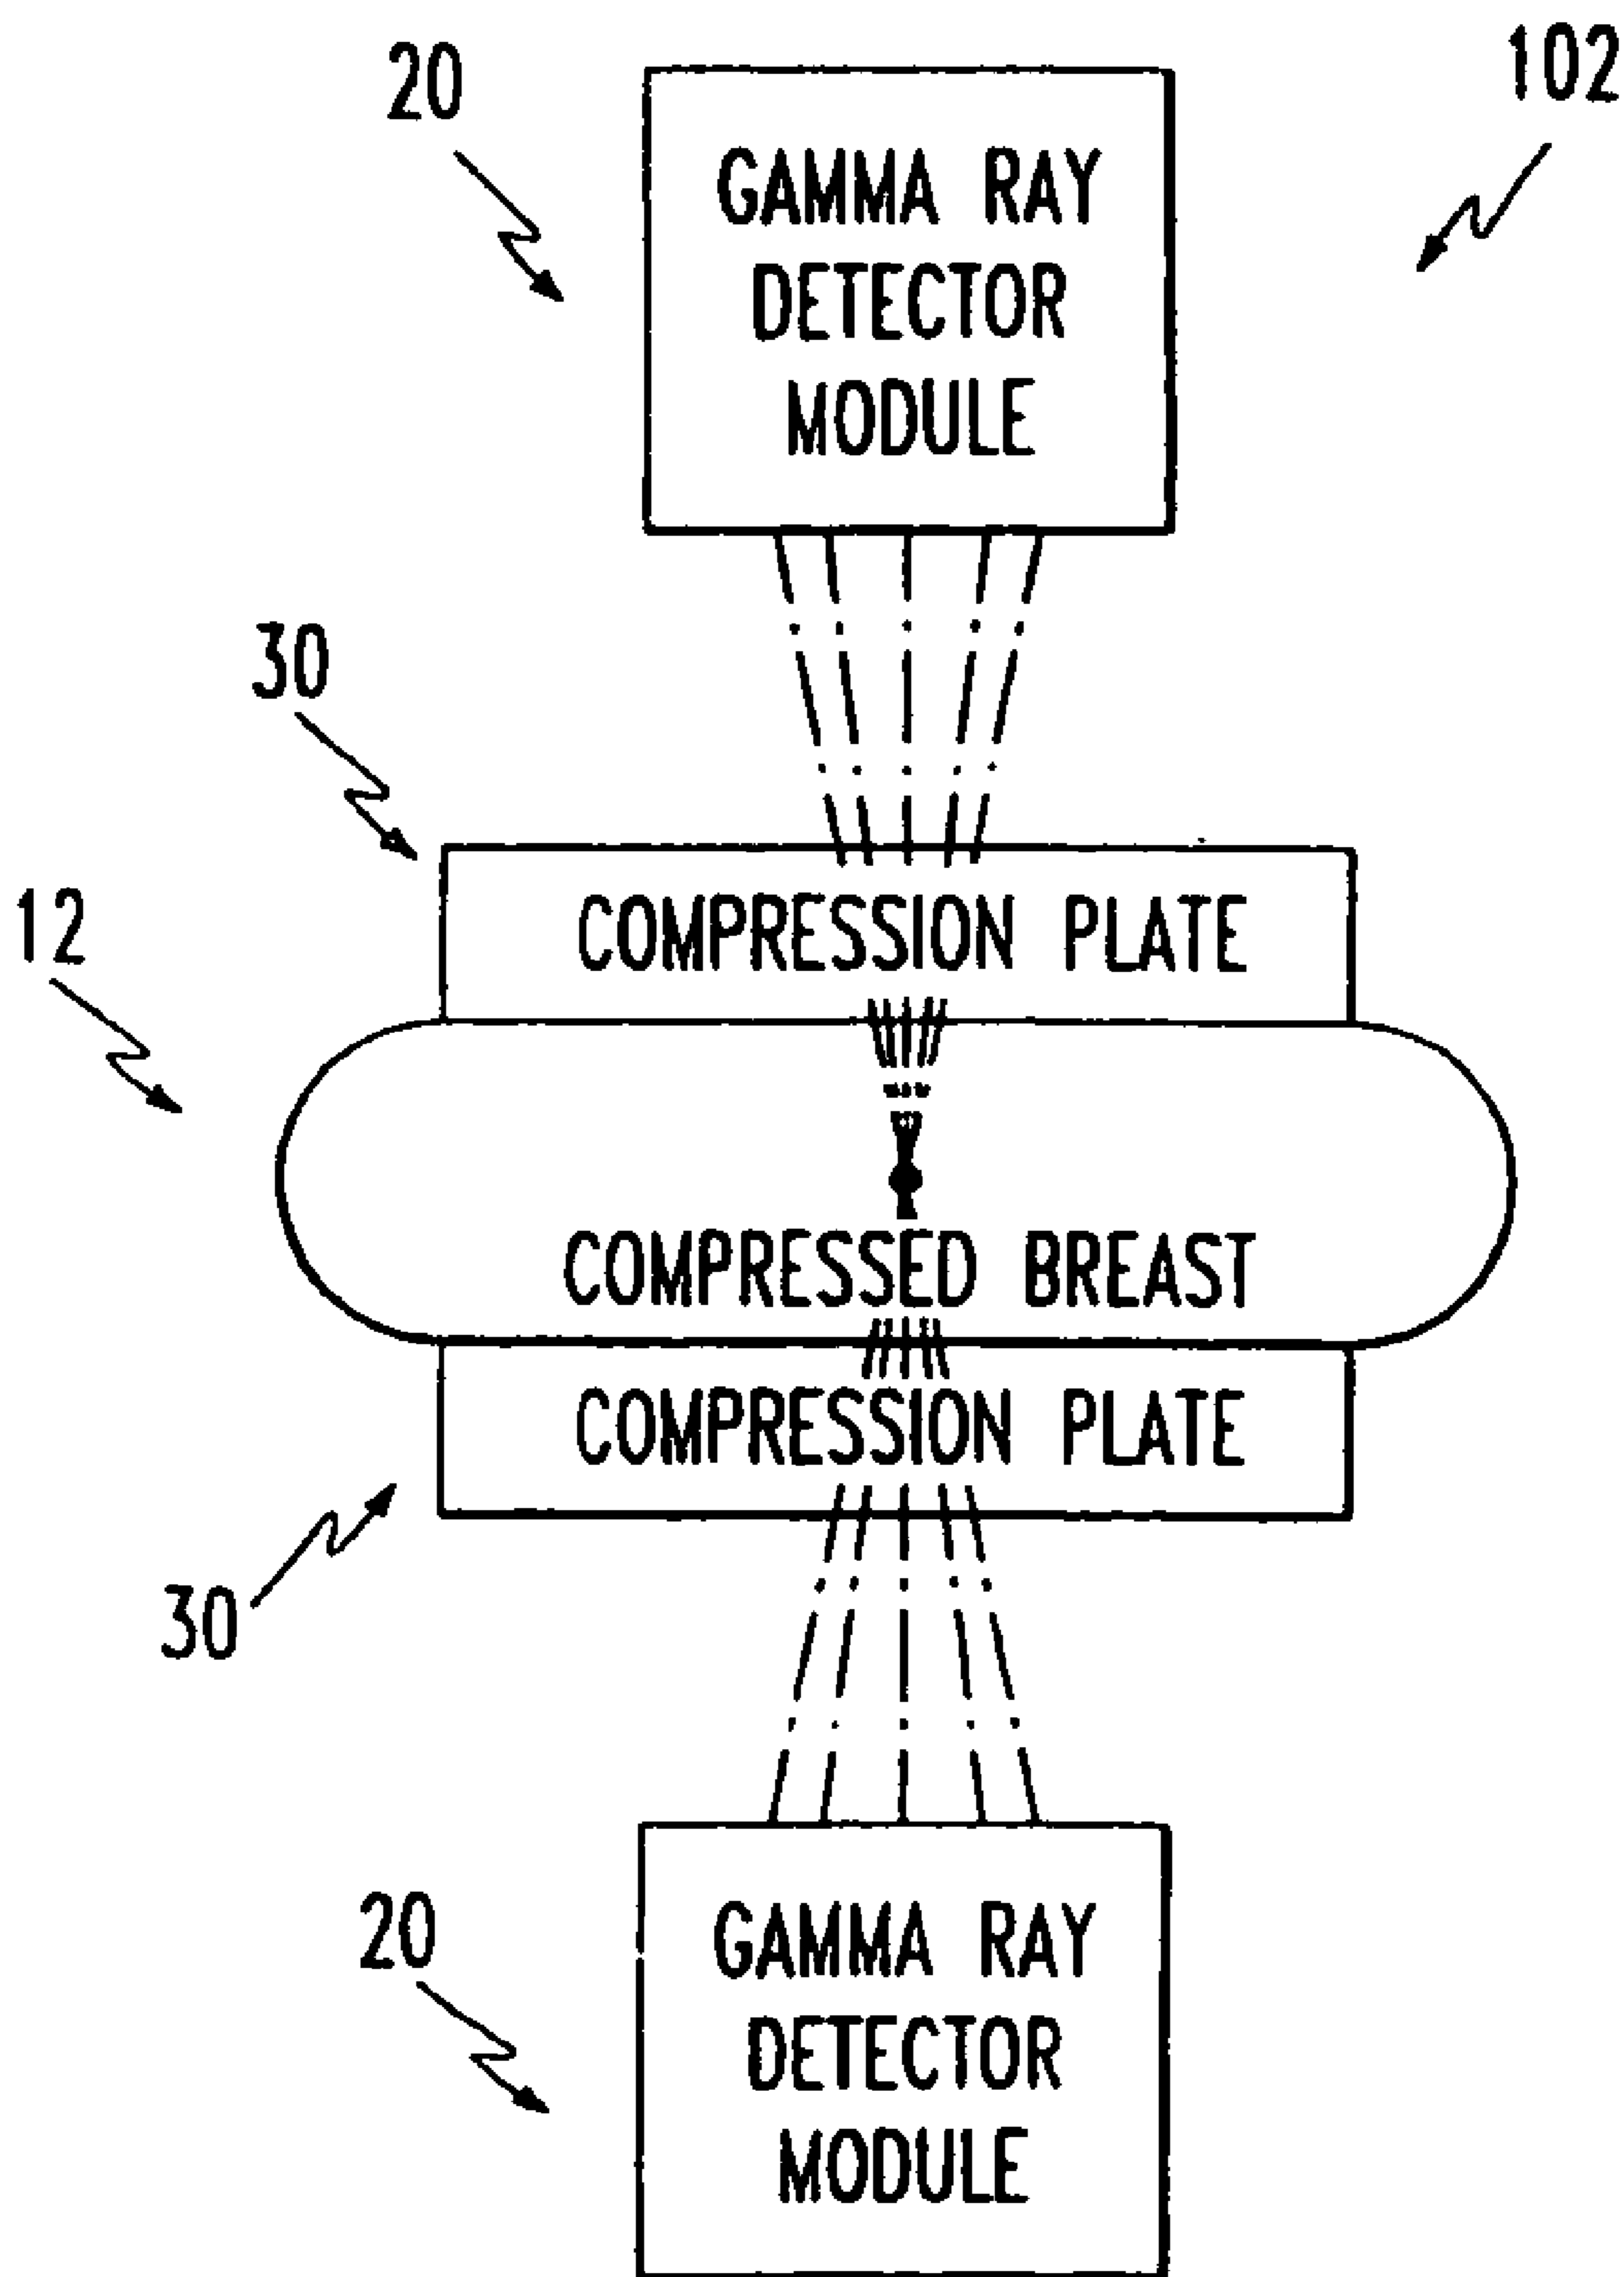 20
102
GAMMA RAY
DETECTOR
MODULE
30
COMPRESSION PLATE
12
COMPRESSED BREAST
COMPRESSION PLATE
30
20
GAMMA RAY
DETECTOR
MODULE